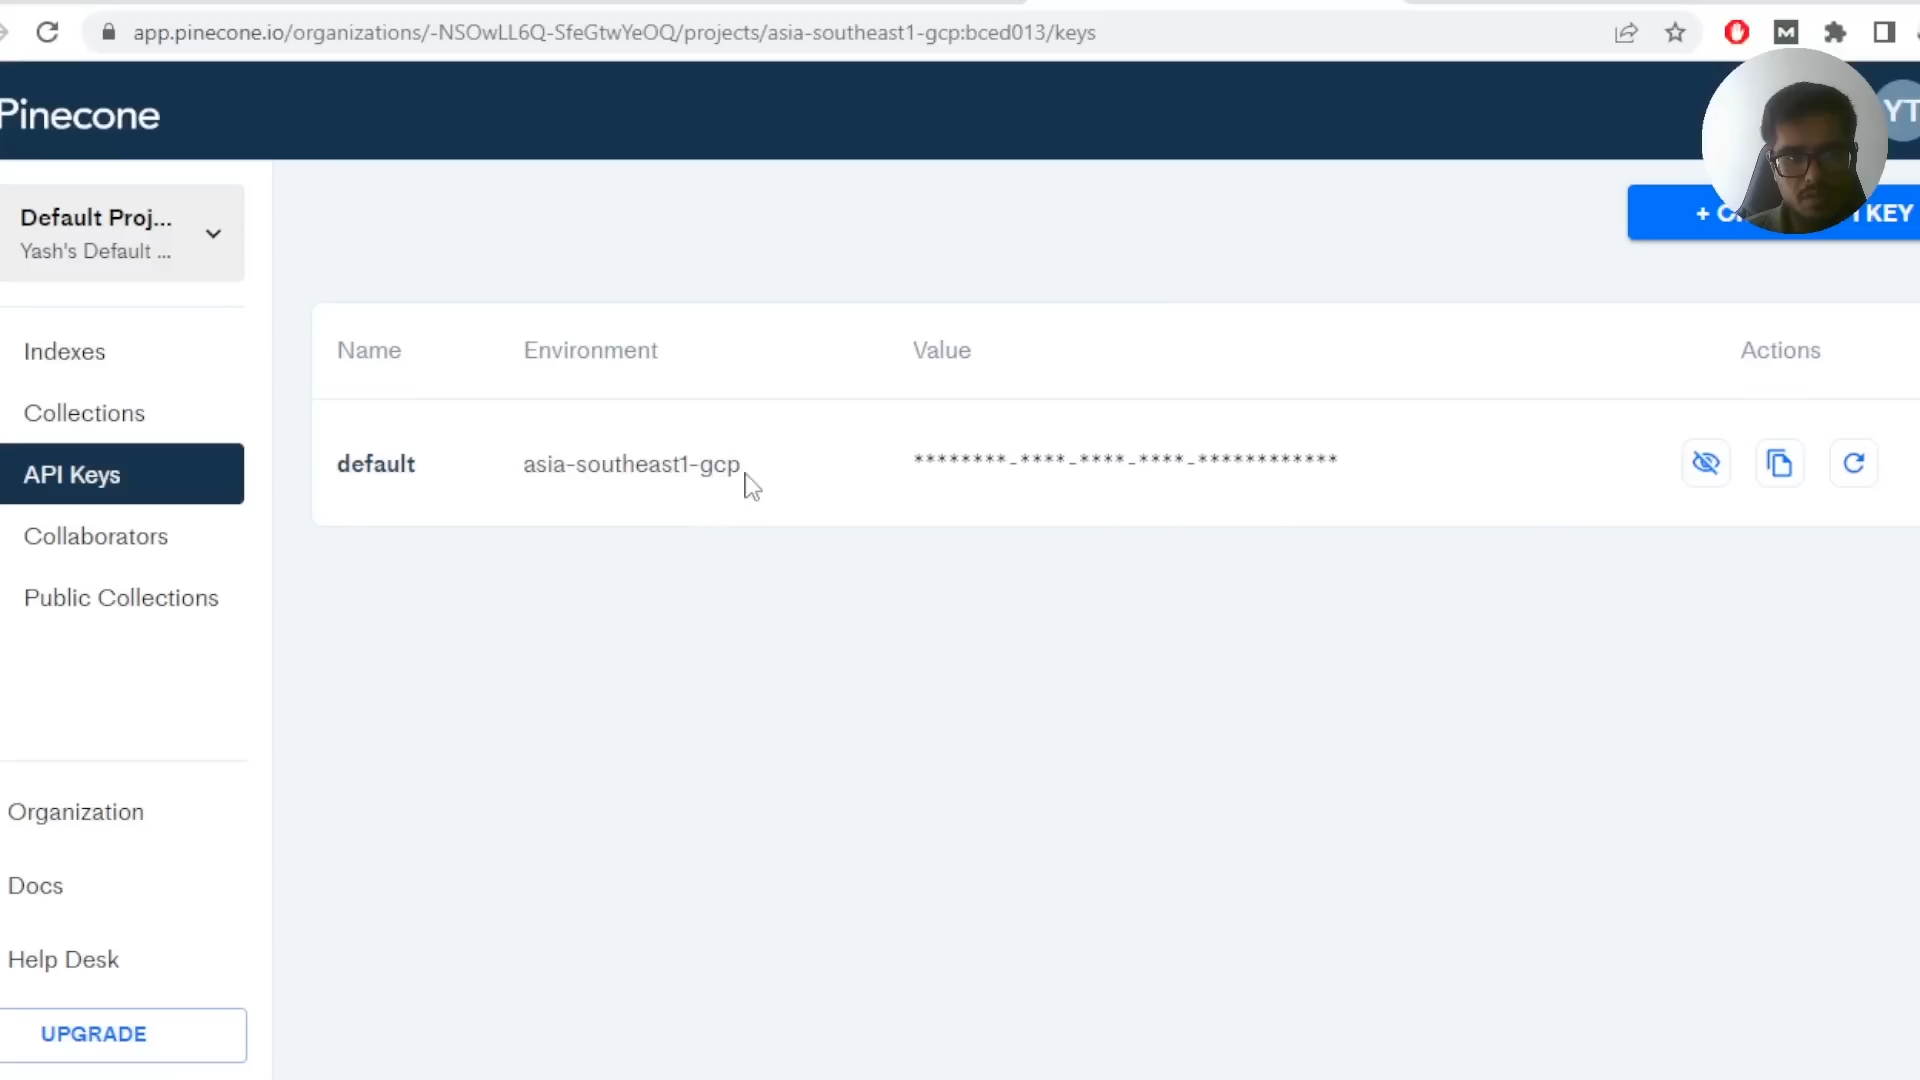 app.pinecone.io/organizations/-NSOwLL6Q-SfeGtwYeOQ/projects/asia-southeast1-gcp:bced013/keys
Pinecone
YT
Default Proj...
Yash's Default ...
+ C
KEY
Indexes
Collections
API Keys
Collaborators
Public Collections
Name Environment Value Actions
default asia-southeast1-gcp ********-****-****-****-************
Organization
Docs
Help Desk
UPGRADE